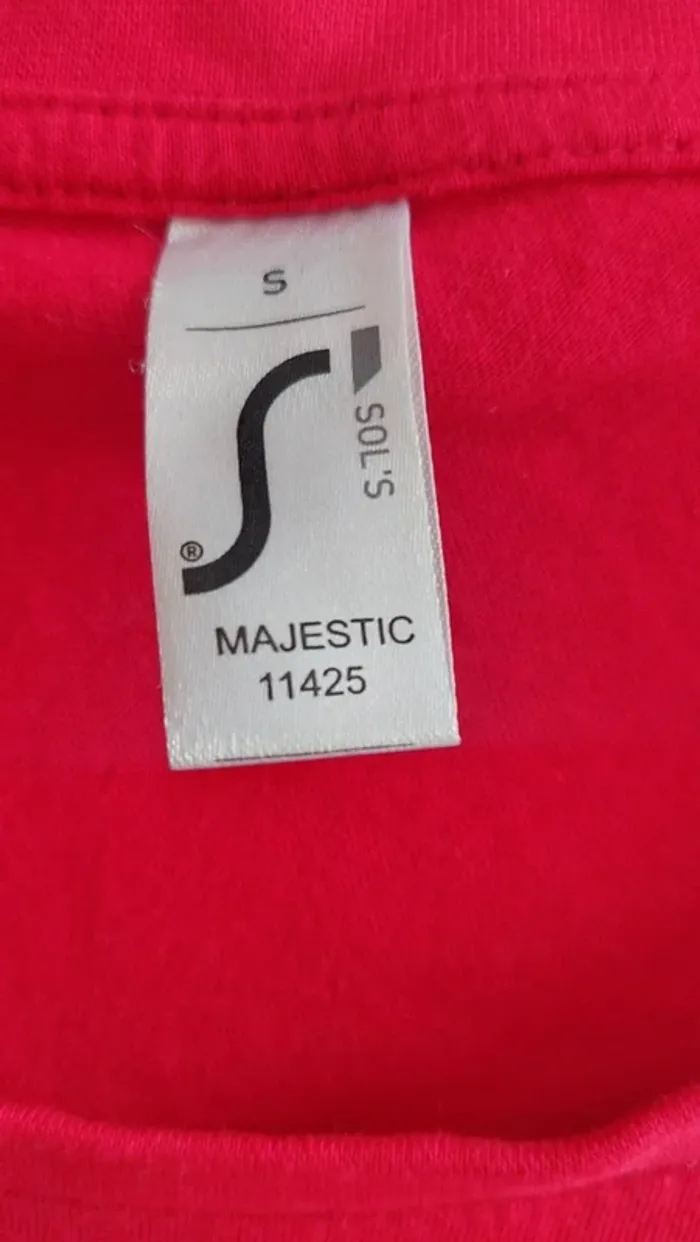 S
SOL'S
®
MAJESTIC
11425